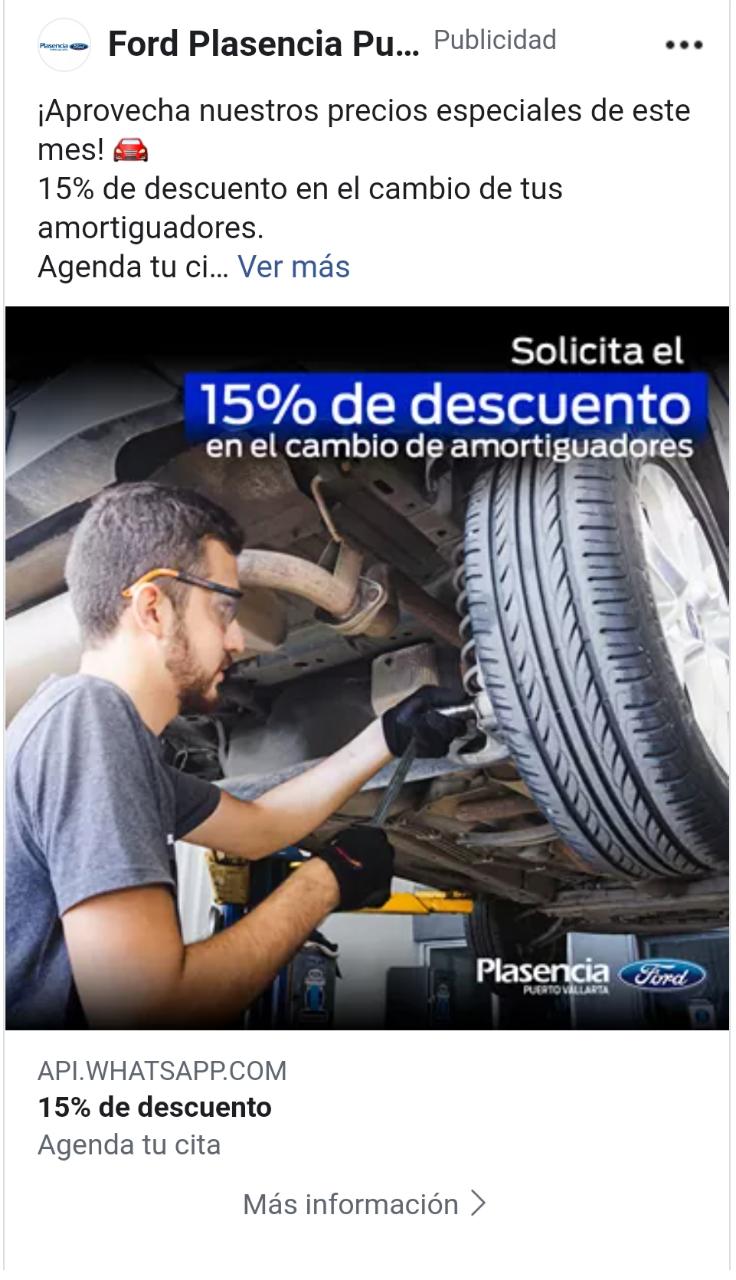 Plasencia Ford
Ford Plasencia Pu... Publicidad
¡Aprovecha nuestros precios especiales de este
mes!
15% de descuento en el cambio de tus
amortiguadores.
Agenda tu ci... Ver más
Solicita el
15% de descuento
en el cambio de amortiguadores
Plasencia Ford
PUERTO VALLARTA
API.WHATSAPP.COM
15% de descuento
Agenda tu cita
Más información